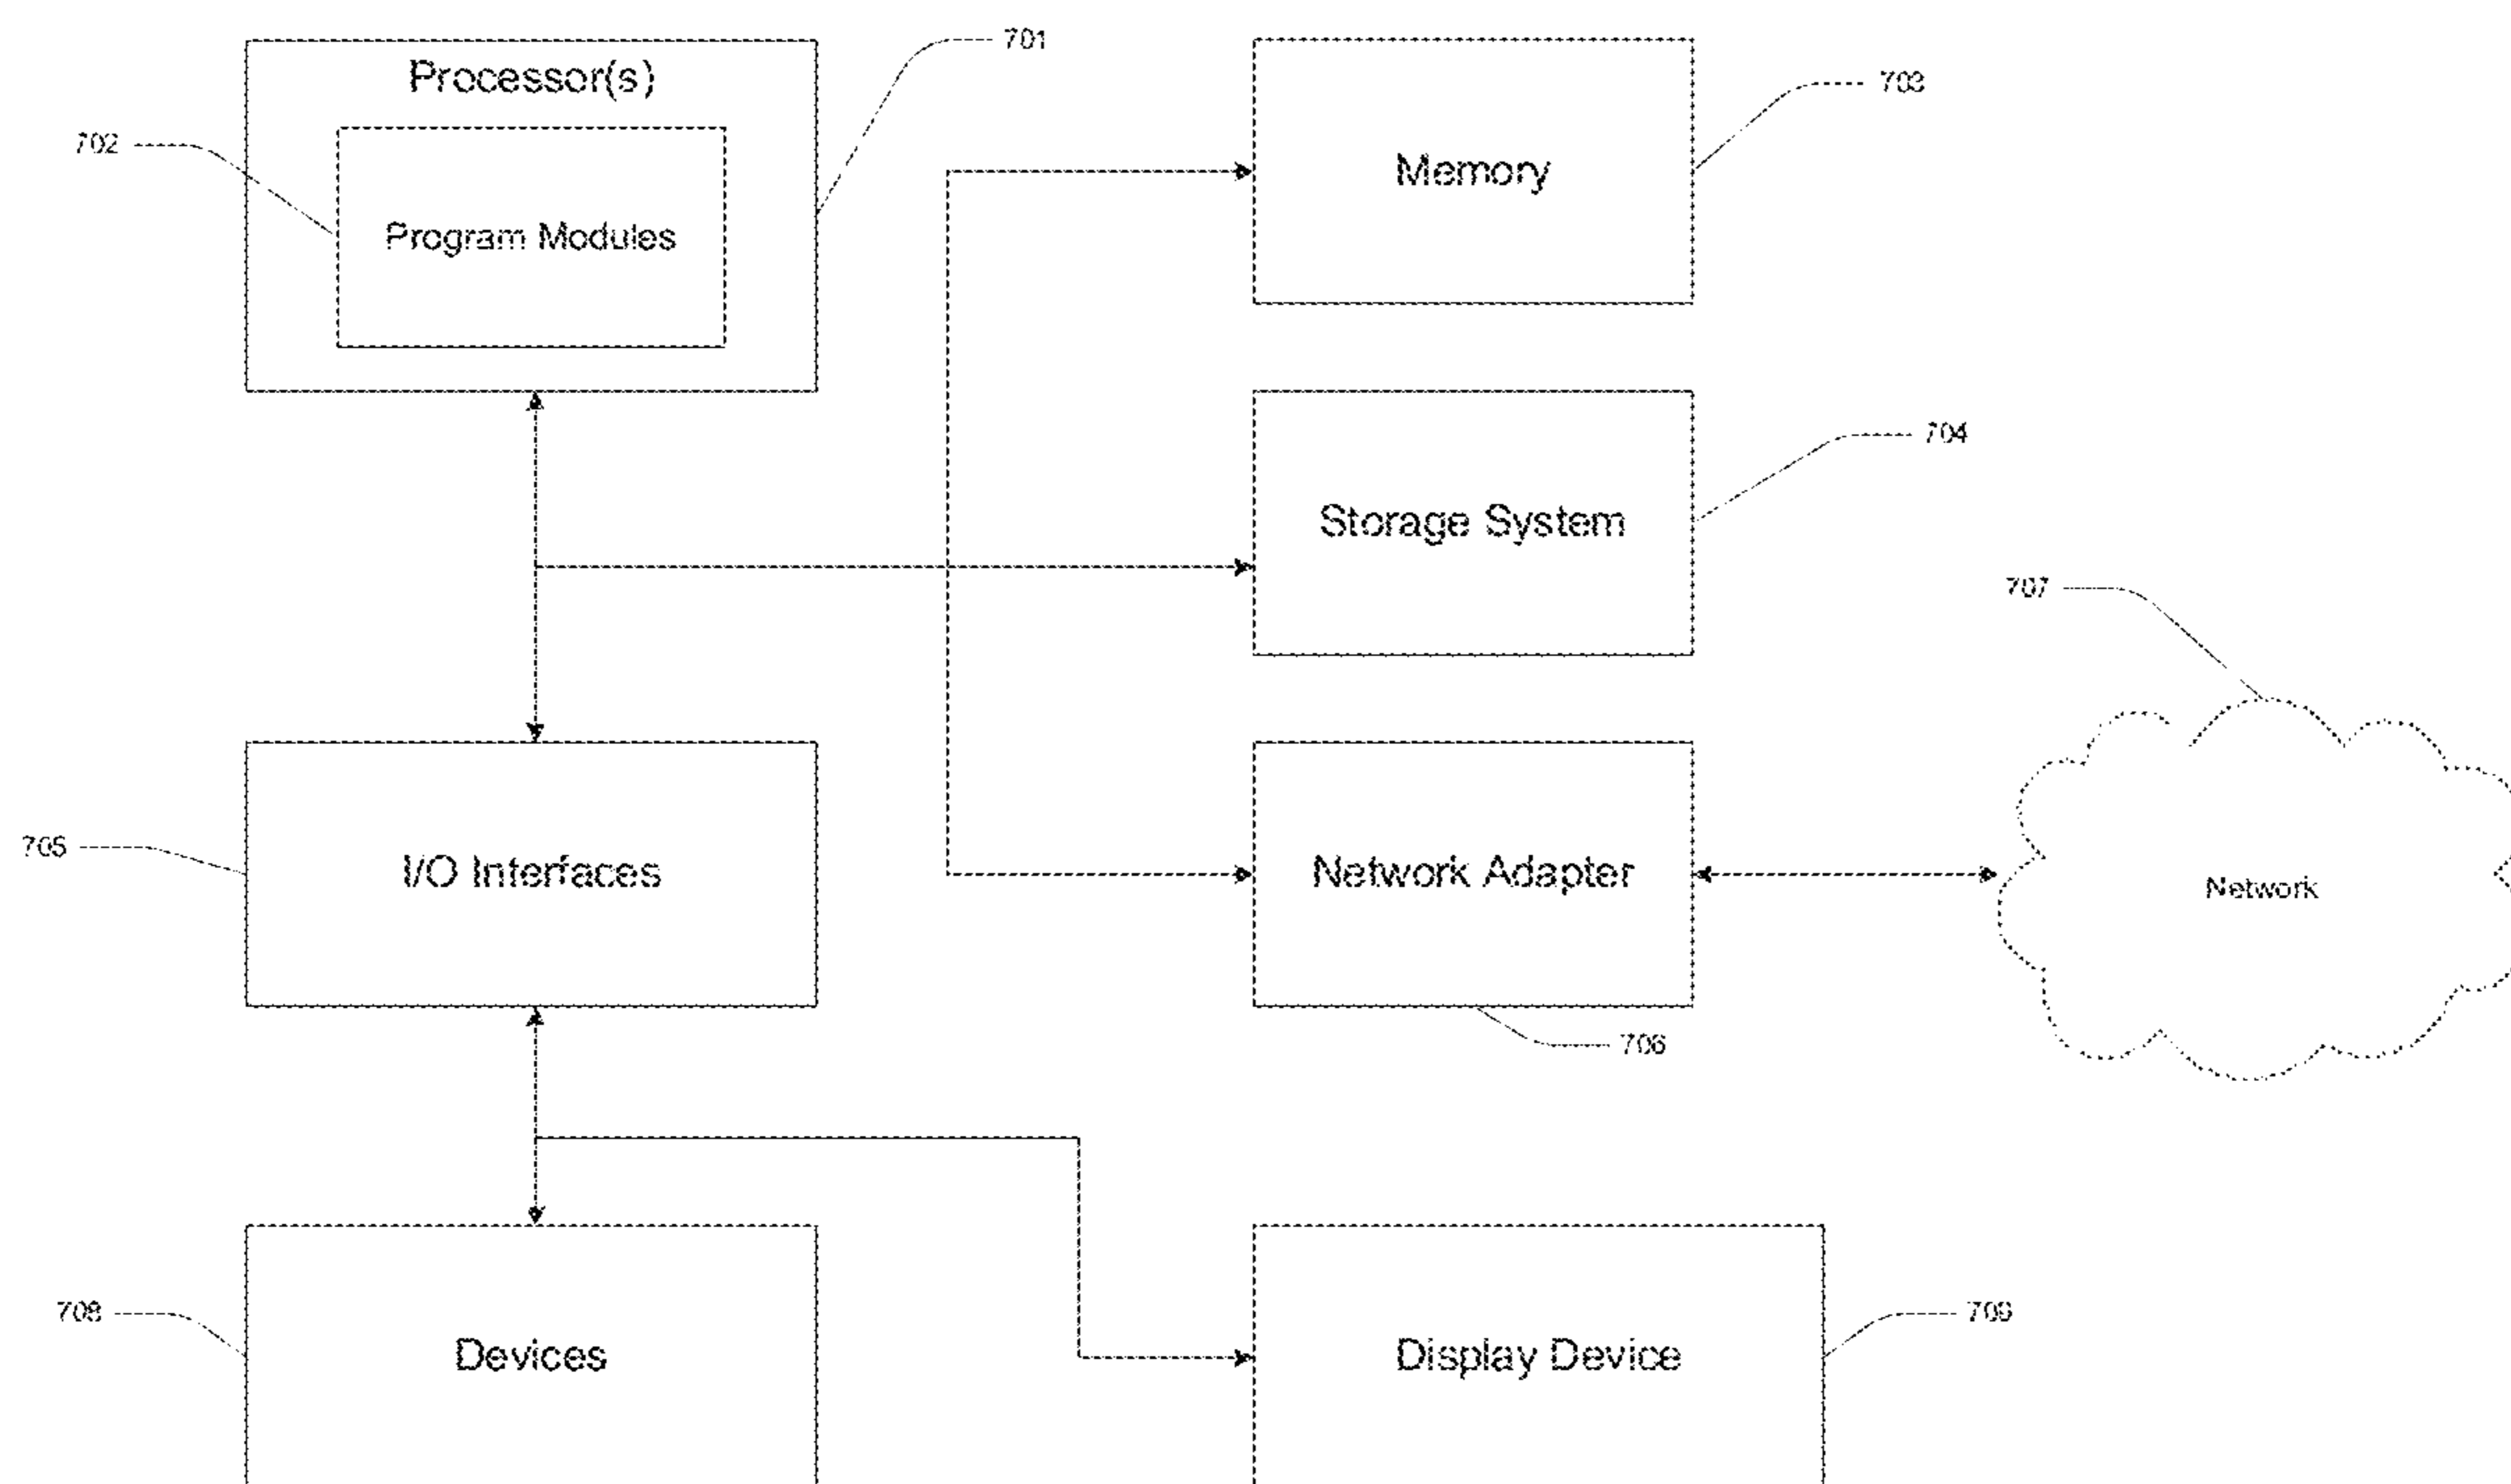 Processor(s)
701
702
Program Modules
Memory
703
Storage System
704
707
705
I/O Interfaces
Network Adapter
Network
706
708
Devices
Display Device
709